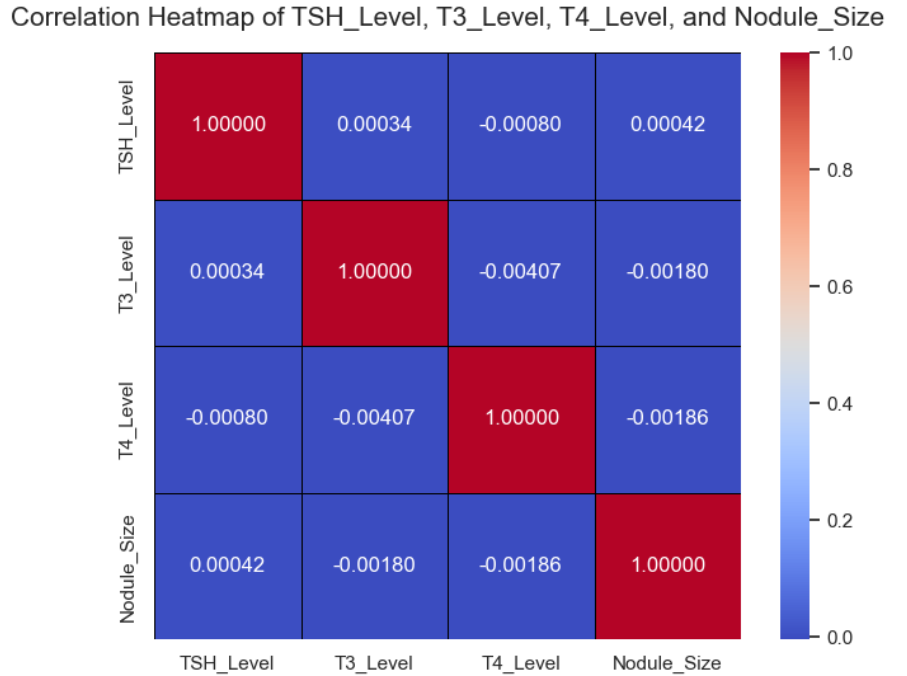 Correlation Heatmap of TSH_Level, T3_Level, T4_Level, and Nodule_Size
TSH_Level 1.00000 0.00034 -0.00080 0.00042
T3_Level 0.00034 1.00000 -0.00407 -0.00180
T4_Level -0.00080 -0.00407 1.00000 -0.00186
Nodule_Size 0.00042 -0.00180 -0.00186 1.00000
TSH_Level T3_Level T4_Level Nodule_Size
1.0
0.8
0.6
0.4
0.2
0.0